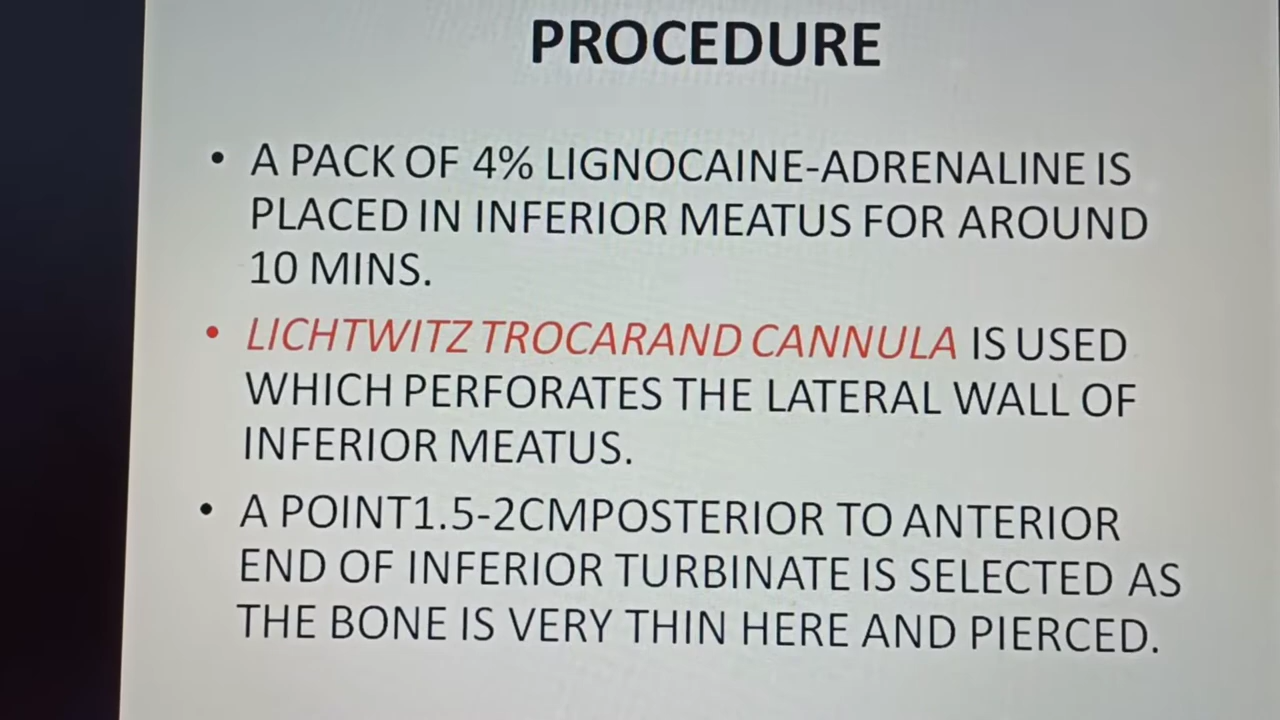 PROCEDURE
• A PACK OF 4% LIGNOCAINE-ADRENALINE IS
PLACED IN INFERIOR MEATUS FOR AROUND
10 MINS.
• LICHTWITZ TROCARAND CANNULA IS USED
WHICH PERFORATES THE LATERAL WALL OF
INFERIOR MEATUS.
• A POINT1.5-2CMPOSTERIOR TO ANTERIOR
END OF INFERIOR TURBINATE IS SELECTED AS
THE BONE IS VERY THIN HERE AND PIERCED.